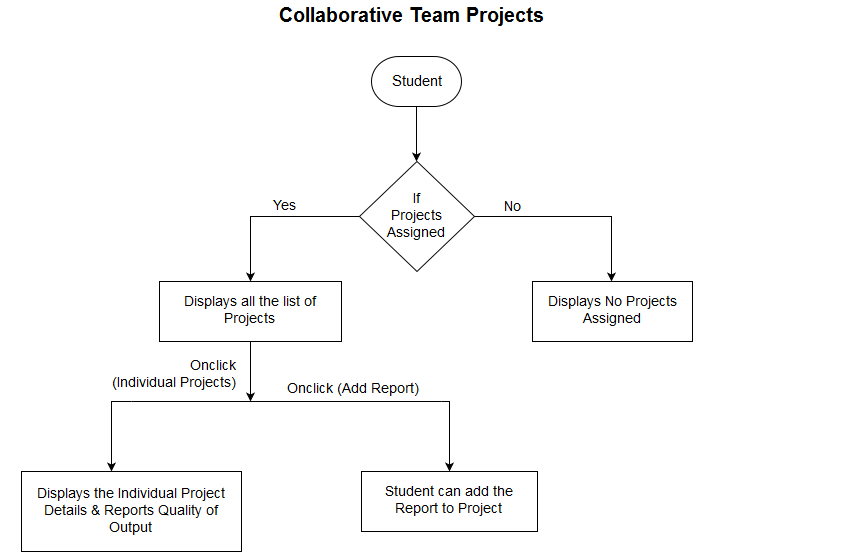 Collaborative Team Projects
Student
If
Projects
Assigned
Yes
No
Displays all the list of
Projects
Displays No Projects
Assigned
Onclick
(Individual Projects)
Onclick (Add Report)
Displays the Individual Project
Details & Reports Quality of
Output
Student can add the
Report to Project